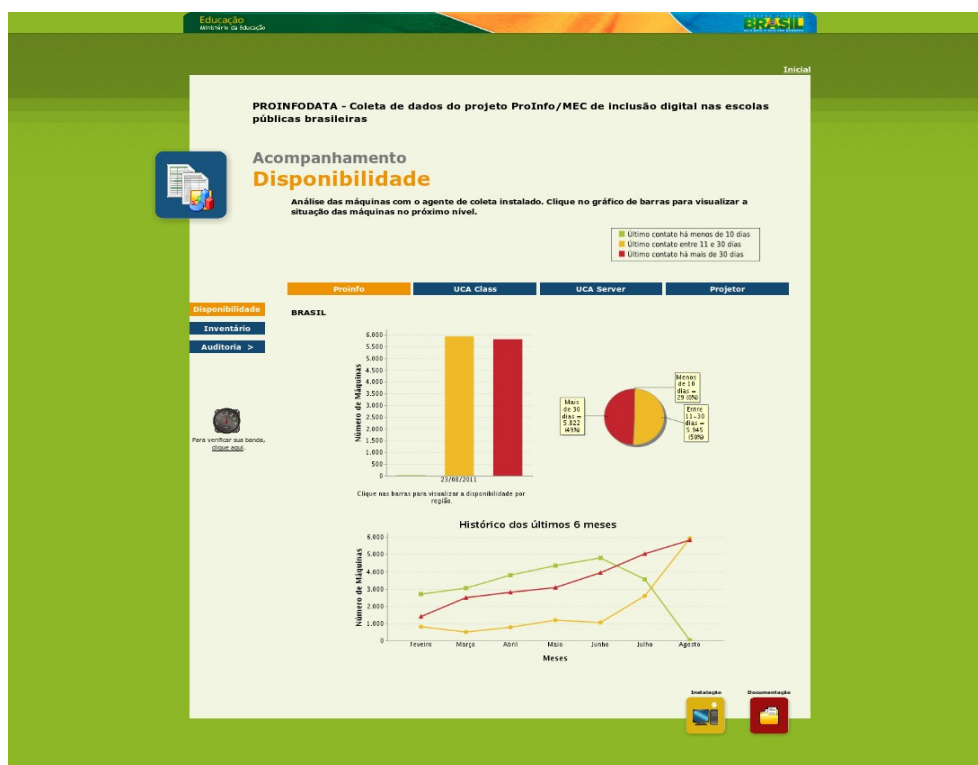 Educação
Ministério da Educação
BRASIL
Inicial
PROINFODATA - Coleta de dados do projeto ProInfo/MEC de inclusão digital nas escolas
públicas brasileiras
Acompanhamento
Disponibilidade
Análise das máquinas com o agente de coleta instalado. Clique no gráfico de barras para visualizar a
situação das máquinas no próximo nível.
Último contato há menos de 10 dias
Último contato entre 11 e 30 dias
Último contato há mais de 30 dias
Proinfo UCA Class UCA Server Projetor
Disponibilidade
Inventário
Auditoria >
Para verificar sua banda,
clique aqui.
BRASIL
Número de Máquinas
6.000
5.500
5.000
4.500
4.000
3.500
3.000
2.500
2.000
1.500
1.000
500
0
23/08/2011
Clique nas barras para visualizar a disponibilidade por
região.
Menos
de 10
dias =
29 (0%)
Mais
de 30
dias =
5.822
(49%)
Entre
11-30
dias =
5.945
(50%)
Histórico dos últimos 6 meses
Número de Máquinas
6.000
5.000
4.000
3.000
2.000
1.000
0
Feveiro Março Abril Maio Junho Julho Agosto
Meses
Instalação Documentação